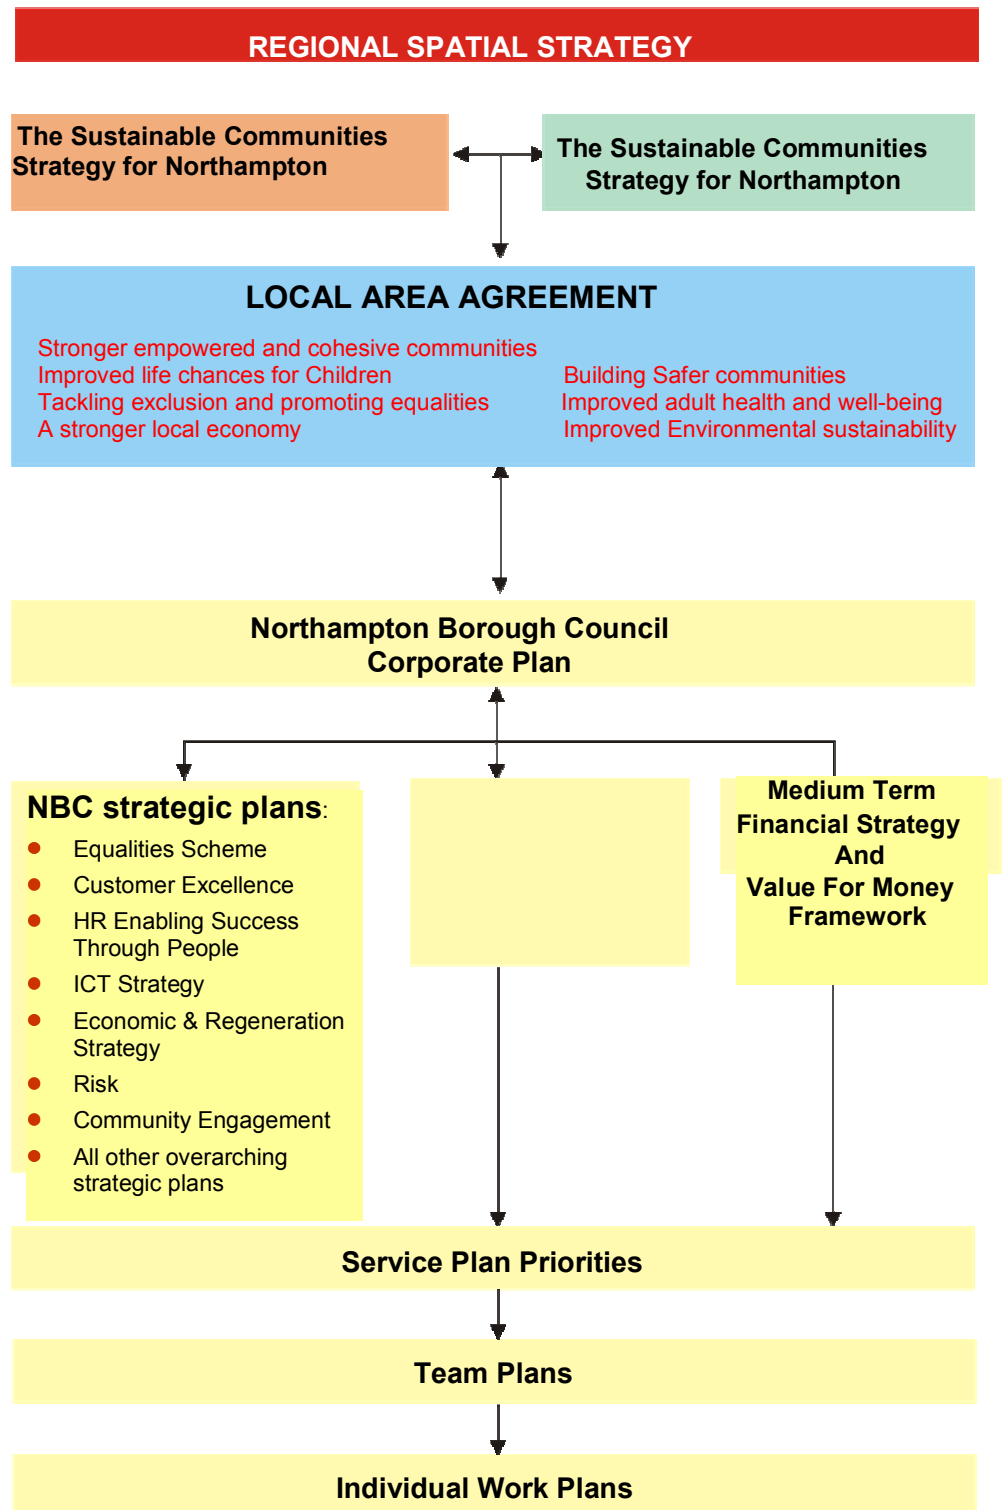 REGIONAL SPATIAL STRATEGY
The Sustainable Communities
Strategy for Northampton
The Sustainable Communities
Strategy for Northampton
LOCAL AREA AGREEMENT
Stronger empowered and cohesive communities
Improved life chances for Children
Tackling exclusion and promoting equalities
A stronger local economy
Building Safer communities
Improved adult health and well-being
Improved Environmental sustainability
Northampton Borough Council
Corporate Plan
NBC strategic plans:
• Equalities Scheme
• Customer Excellence
• HR Enabling Success
Through People
• ICT Strategy
• Economic & Regeneration
Strategy
• Risk
• Community Engagement
• All other overarching
strategic plans
Medium Term
Financial Strategy
And
Value For Money
Framework
Service Plan Priorities
Team Plans
Individual Work Plans